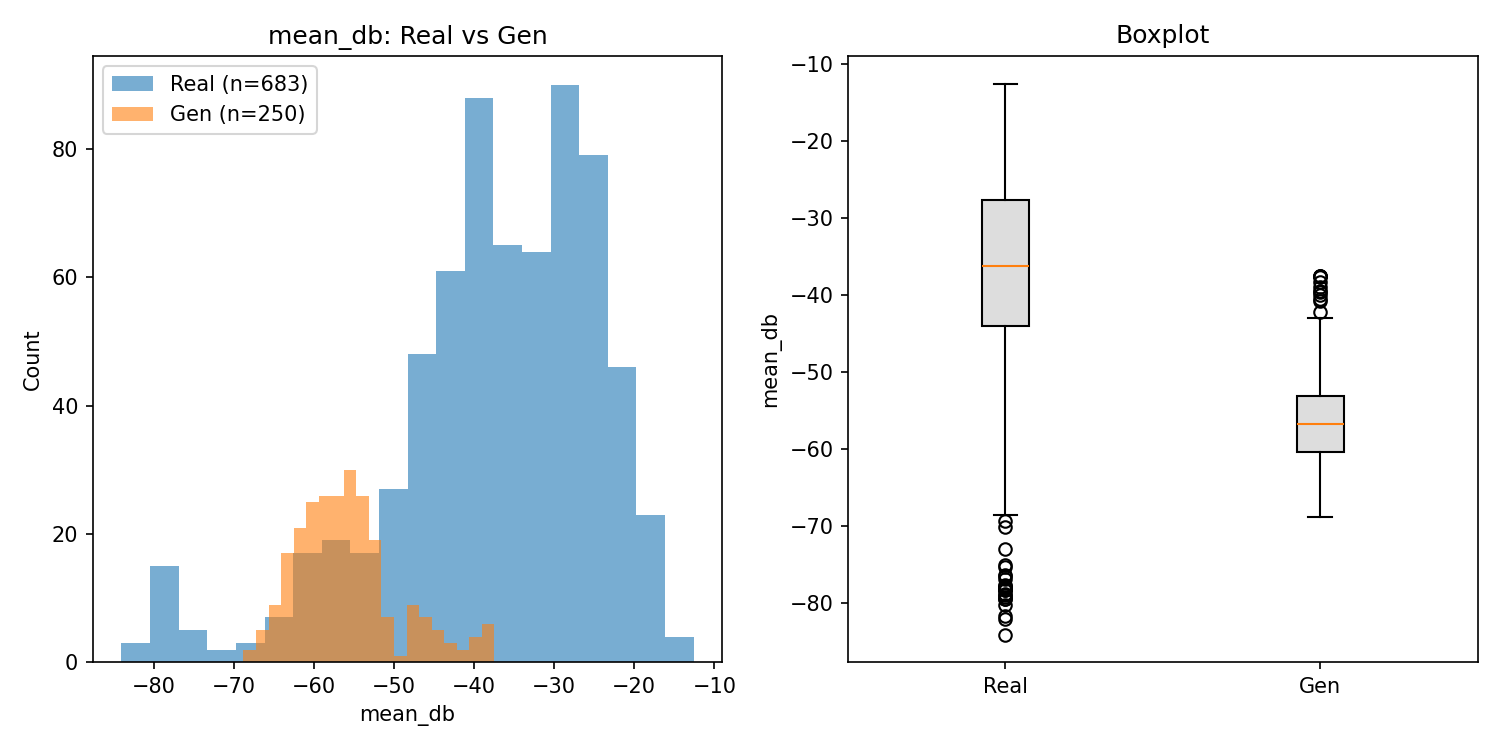 mean_db: Real vs Gen
Real (n=683)
Gen (n=250)
80
60
40
20
0
Count
−80
−70
−60
−50
−40
−30
−20
−10
mean_db
Boxplot
−10
−20
−30
−40
−50
−60
−70
−80
mean_db
Real
Gen